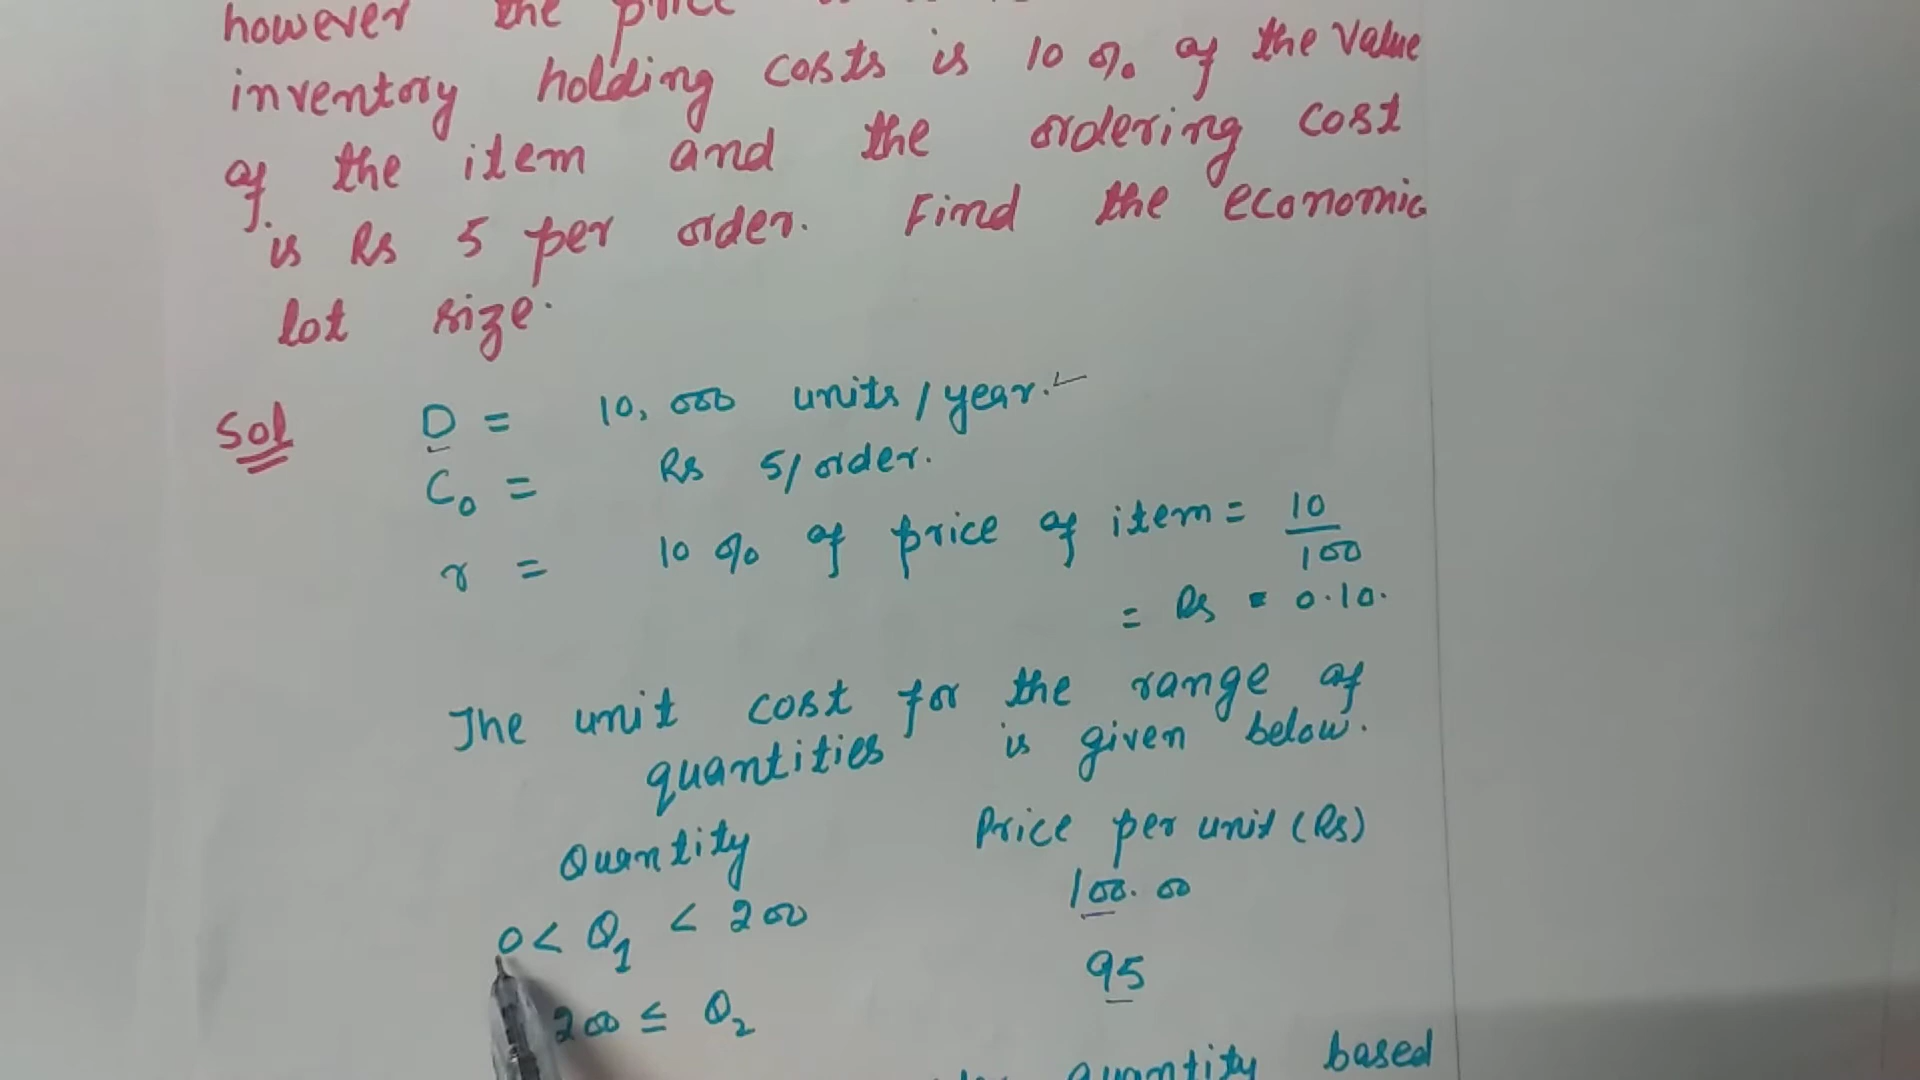 however the price
inventory holding costs is 10 % of the value
of the item and the ordering cost
is Rs 5 per order. Find the economic
lot size.
Sol D = 10,000 units / year.
C0 = Rs 5/order.
r = 10 % of price of item = 10/100
= Rs = 0.10.
The unit cost for the range of
quantities is given below.
Quantity Price per unit (Rs)
0 < Q1 < 200 100.00
200 ≤ Q2 95
quantity based